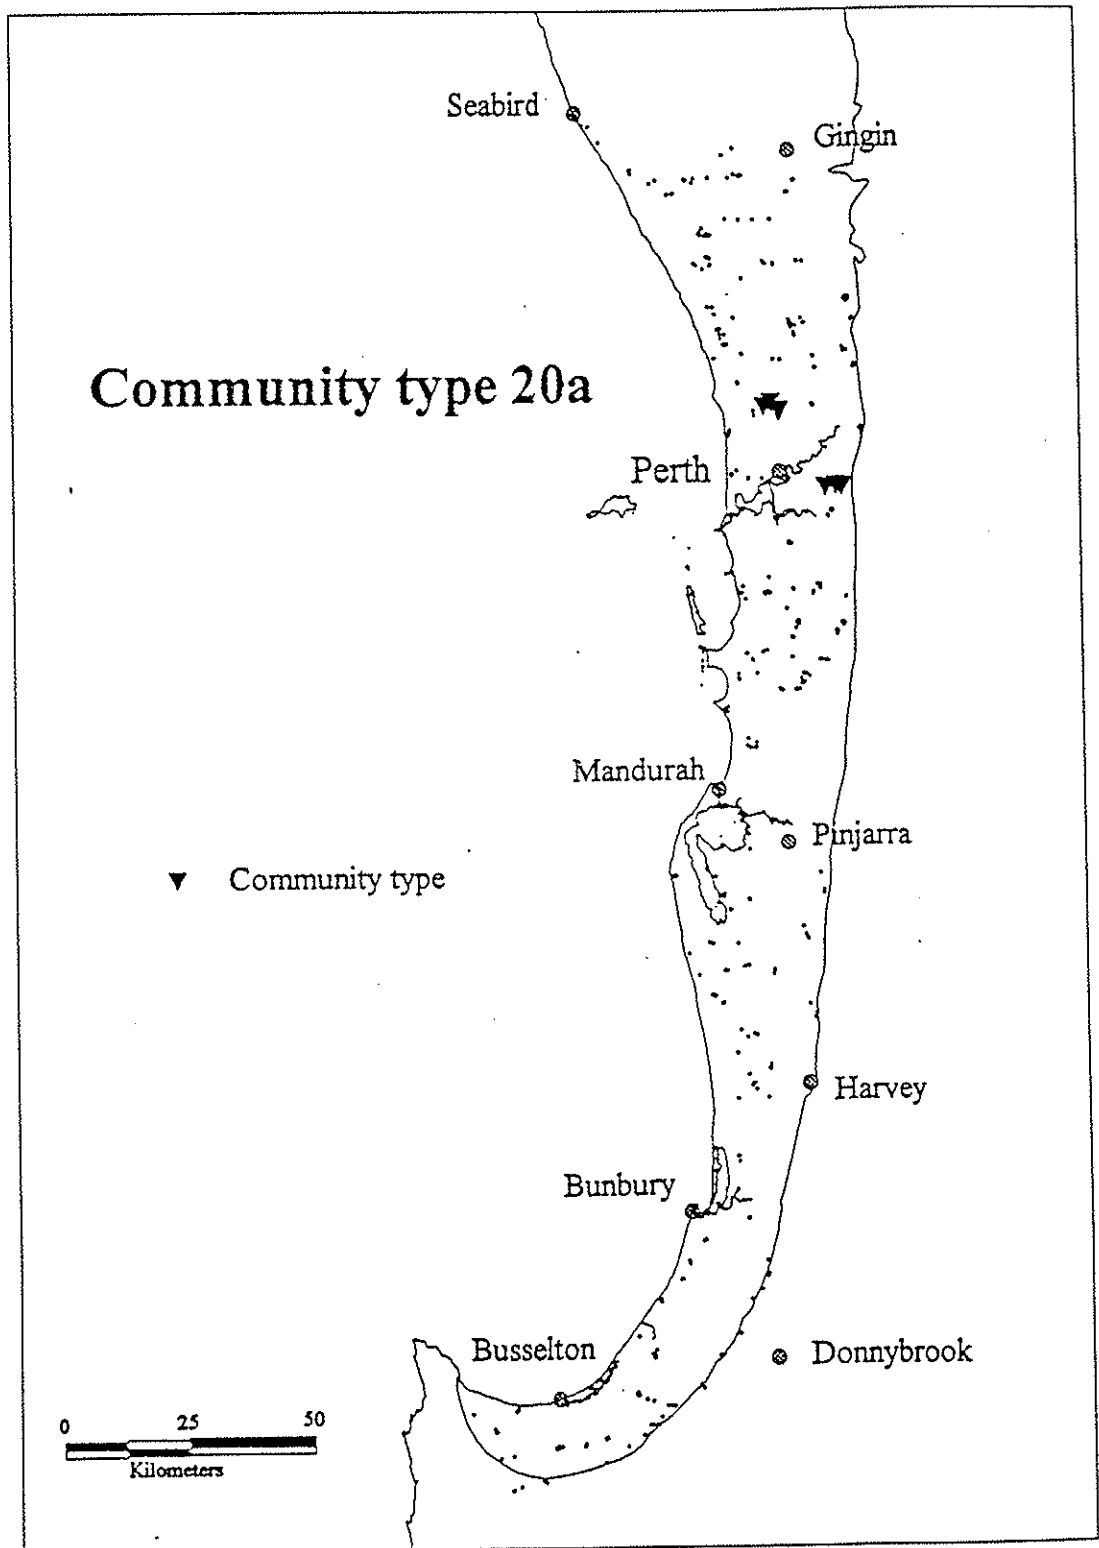 Seabird
Gingin
Community type 20a
Perth
Mandurah
Pinjarra
Community type
Harvey
Bunbury
Busselton
Donnybrook
0 25 50
Kilometers